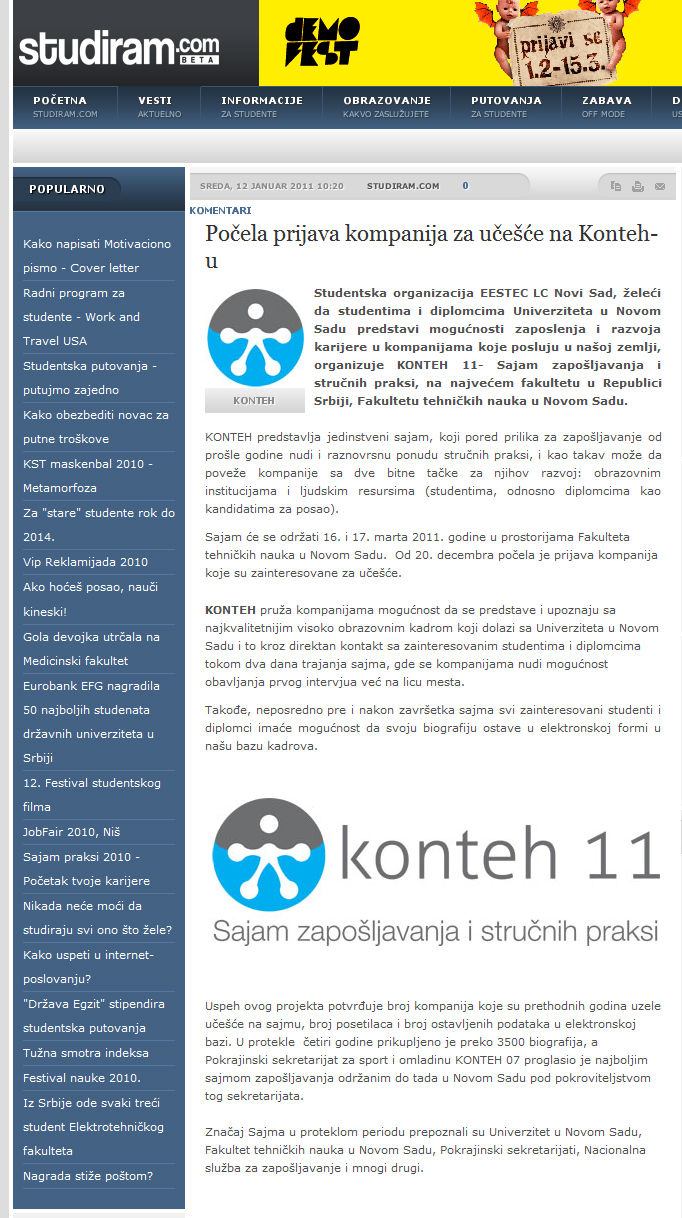 studiram.com
BETA
DEMO
FEST
prijavi se
1.2-15.3.
POČETNA
STUDIRAM.COM
VESTI
AKTUELNO
INFORMACIJE
ZA STUDENTE
OBRAZOVANJE
KAKVO ZASLUŽUJETE
PUTOVANJA
ZA STUDENTE
ZABAVA
OFF MODE
POPULARNO
Kako napisati Motivaciono
pismo - Cover letter
Radni program za
studente - Work and
Travel USA
Studentska putovanja -
putujmo zajedno
Kako obezbediti novac za
putne troškove
KST maskenbal 2010 -
Metamorfoza
Za "stare" studente rok do
2014.
Vip Reklamijada 2010
Ako hoćeš posao, nauči
kineski!
Gola devojka utrčala na
Medicinski fakultet
Eurobank EFG nagradila
50 najboljih studenata
državnih univerziteta u
Srbiji
12. Festival studentskog
filma
JobFair 2010, Niš
Sajam praksi 2010 -
Početak tvoje karijere
Nikada neće moći da
studiraju svi ono što žele?
Kako uspeti u internet-
poslovanju?
"Država Egzit" stipendira
studentska putovanja
Tužna smotra indeksa
Festival nauke 2010.
Iz Srbije ode svaki treći
student Elektrotehničkog
fakulteta
Nagrada stiže poštom?
SREDA, 12 JANUAR 2011 10:20 STUDIRAM.COM 0
KOMENTARI
Počela prijava kompanija za učešće na Konteh-
u
KONTEH
Studentska organizacija EESTEC LC Novi Sad, želeći
da studentima i diplomcima Univerziteta u Novom
Sadu predstavi mogućnosti zaposlenja i razvoja
karijere u kompanijama koje posluju u našoj zemlji,
organizuje KONTEH 11- Sajam zapošljavanja i
stručnih praksi, na najvećem fakultetu u Republici
Srbiji, Fakultetu tehničkih nauka u Novom Sadu.
KONTEH predstavlja jedinstveni sajam, koji pored prilika za zapošljavanje od
prošle godine nudi i raznovrsnu ponudu stručnih praksi, i kao takav može da
poveže kompanije sa dve bitne tačke za njihov razvoj: obrazovnim
institucijama i ljudskim resursima (studentima, odnosno diplomcima kao
kandidatima za posao).
Sajam će se održati 16. i 17. marta 2011. godine u prostorijama Fakulteta
tehničkih nauka u Novom Sadu.  Od 20. decembra počela je prijava kompanija
koje su zainteresovane za učešće.
KONTEH pruža kompanijama mogućnost da se predstave i upoznaju sa
najkvalitetnijim visoko obrazovnim kadrom koji dolazi sa Univerziteta u Novom
Sadu i to kroz direktan kontakt sa zainteresovanim studentima i diplomcima
tokom dva dana trajanja sajma, gde se kompanijama nudi mogućnost
obavljanja prvog intervjua već na licu mesta.
Takođe, neposredno pre i nakon završetka sajma svi zainteresovani studenti i
diplomci imaće mogućnost da svoju biografiju ostave u elektronskoj formi u
našu bazu kadrova.
konteh 11
Sajam zapošljavanja i stručnih praksi
Uspeh ovog projekta potvrđuje broj kompanija koje su prethodnih godina uzele
učešće na sajmu, broj posetilaca i broj ostavljenih podataka u elektronskoj
bazi. U protekle  četiri godine prikupljeno je preko 3500 biografija, a
Pokrajinski sekretarijat za sport i omladinu KONTEH 07 proglasio je najboljim
sajmom zapošljavanja održanim do tada u Novom Sadu pod pokroviteljstvom
tog sekretarijata.
Značaj Sajma u proteklom periodu prepoznali su Univerzitet u Novom Sadu,
Fakultet tehničkih nauka u Novom Sadu, Pokrajinski sekretarijati, Nacionalna
služba za zapošljavanje i mnogi drugi.